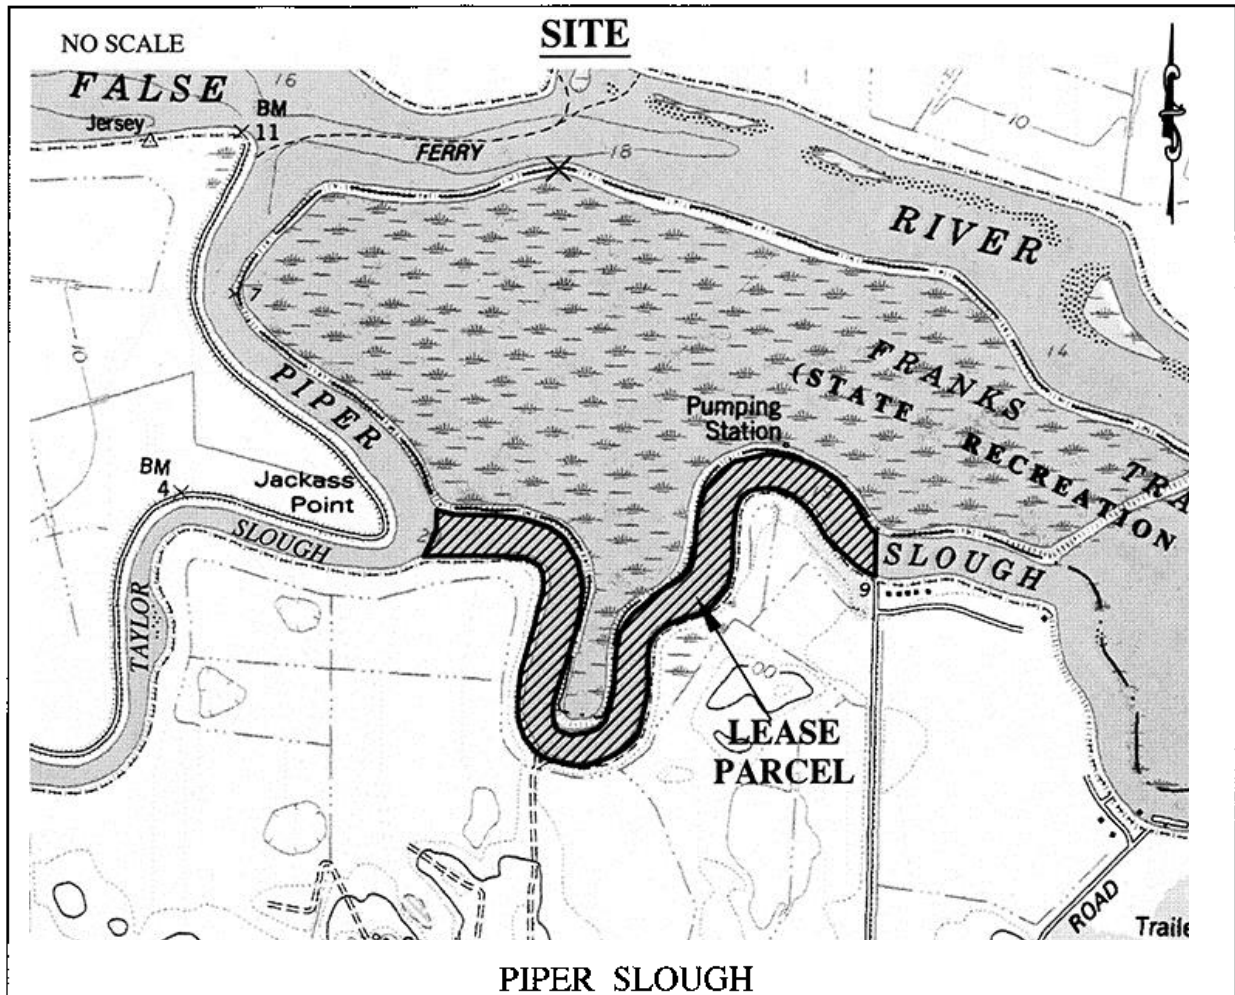 SITE
NO SCALE
FALSE
16
BM
11
Jersey
FERRY
18
10
RIVER
7
14
10
PIPER
FRANKS TRA
(STATE RECREATION
Pumping
Station
BM
4
Jackass
Point
SLOUGH
SLOUGH
9
TAYLOR
LEASE
PARCEL
ROAD
Traile
PIPER SLOUGH